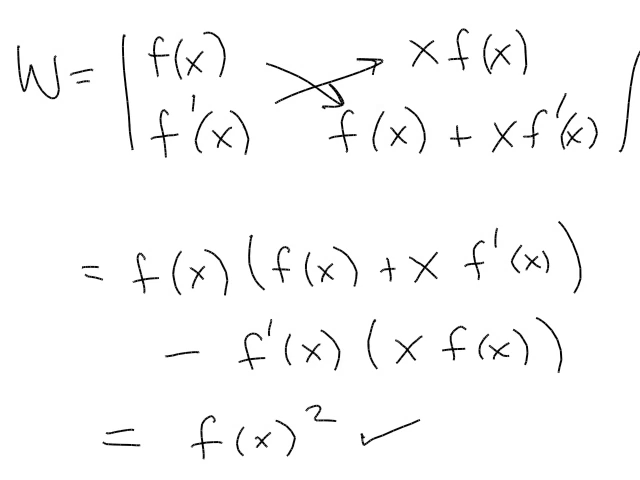 W = | f(x) x f(x) |
f'(x) f(x) + x f'(x)
= f(x) (f(x) + x f'(x))
- f'(x) (x f(x))
= f(x)² ✓